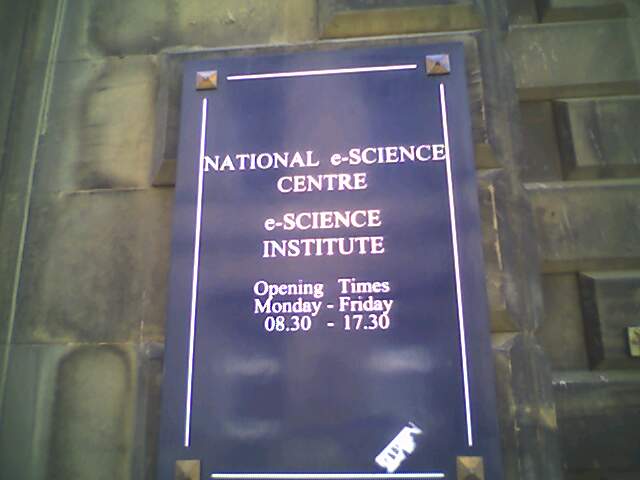 NATIONAL e-SCIENCE
CENTRE
e-SCIENCE
INSTITUTE
Opening Times
Monday - Friday
08.30 - 17.30